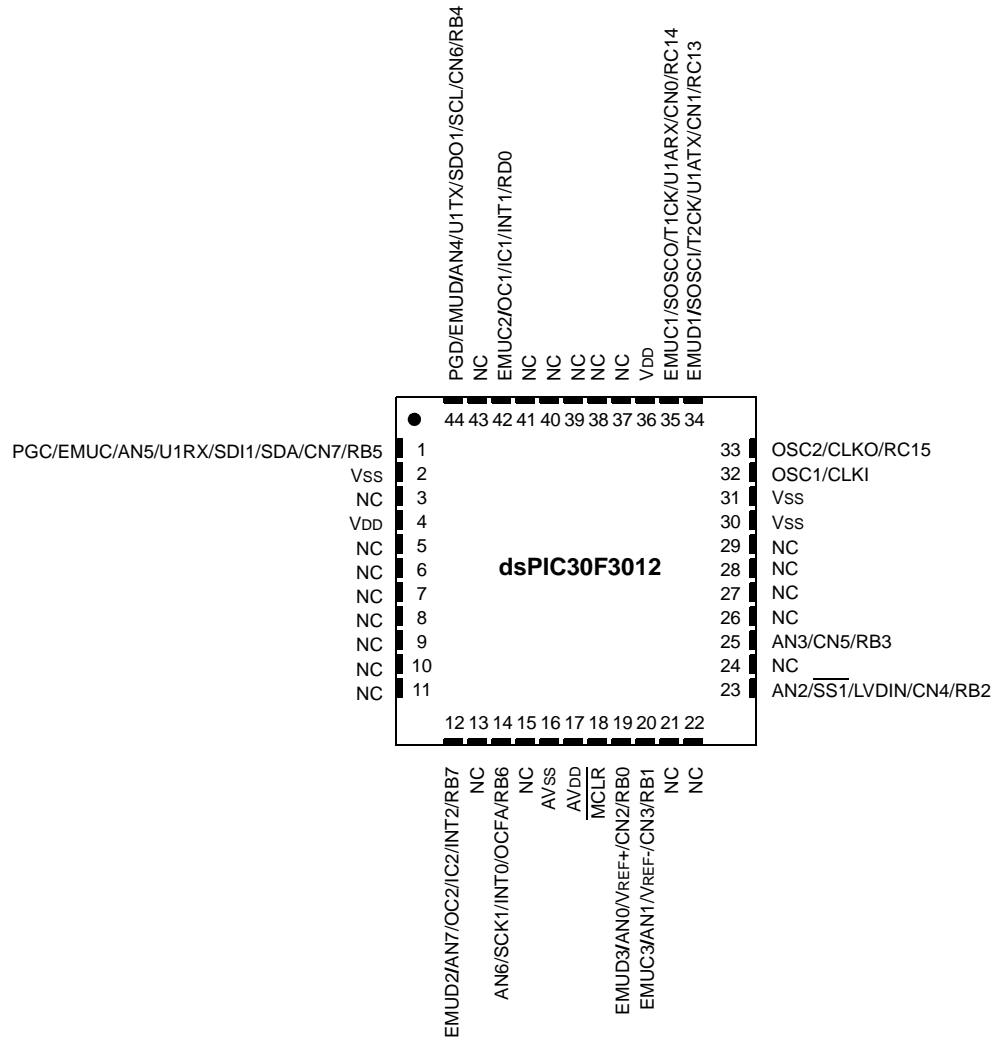 PGD/EMUD/AN4/U1TX/SDO1/SCL/CN6/RB4
NC
EMUC2/OC1/IC1/INT1/RD0
NC
NC
NC
NC
NC
VDD
EMUC1/SOSCO/T1CK/U1ARX/CN0/RC14
EMUD1/SOSCI/T2CK/U1ATX/CN1/RC13
44 43 42 41 40 39 38 37 36 35 34
PGC/EMUC/AN5/U1RX/SDI1/SDA/CN7/RB5 1
VSS 2
NC 3
VDD 4
NC 5
NC 6
NC 7
NC 8
NC 9
NC 10
NC 11
dsPIC30F3012
33 OSC2/CLKO/RC15
32 OSC1/CLKI
31 VSS
30 VSS
29 NC
28 NC
27 NC
26 NC
25 AN3/CN5/RB3
24 NC
23 AN2/SS1/LVDIN/CN4/RB2
12 13 14 15 16 17 18 19 20 21 22
EMUD2/AN7/OC2/IC2/INT2/RB7
NC
AN6/SCK1/INT0/OCFA/RB6
NC
AVSS
AVDD
MCLR
EMUD3/AN0/VREF+/CN2/RB0
EMUC3/AN1/VREF-/CN3/RB1
NC
NC